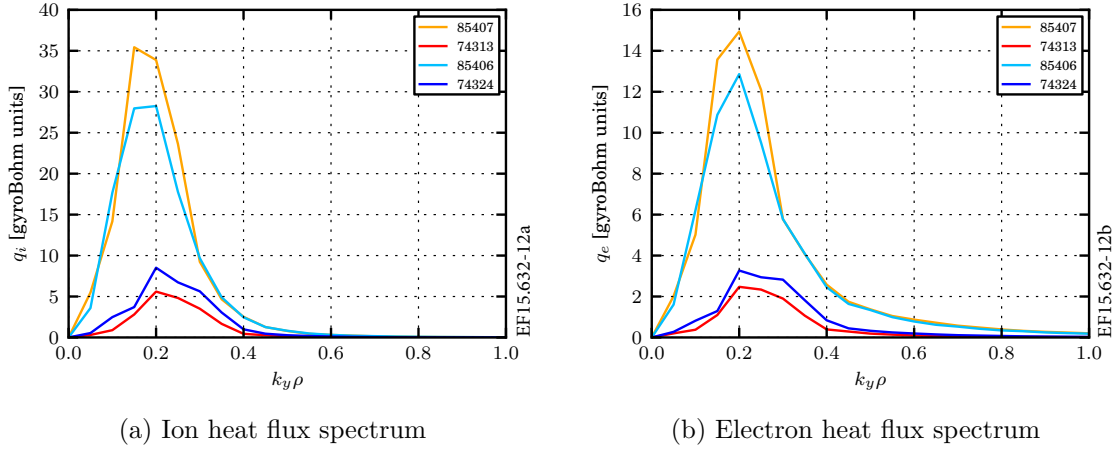 40
35
30
25
20
15
10
5
0
0.0 0.2 0.4 0.6 0.8 1.0
q_i [gyroBohm units]
k_yρ
85407
74313
85406
74324
EF15.632-12a
(a) Ion heat flux spectrum
16
14
12
10
8
6
4
2
0
0.0 0.2 0.4 0.6 0.8 1.0
q_e [gyroBohm units]
k_yρ
85407
74313
85406
74324
EF15.632-12b
(b) Electron heat flux spectrum